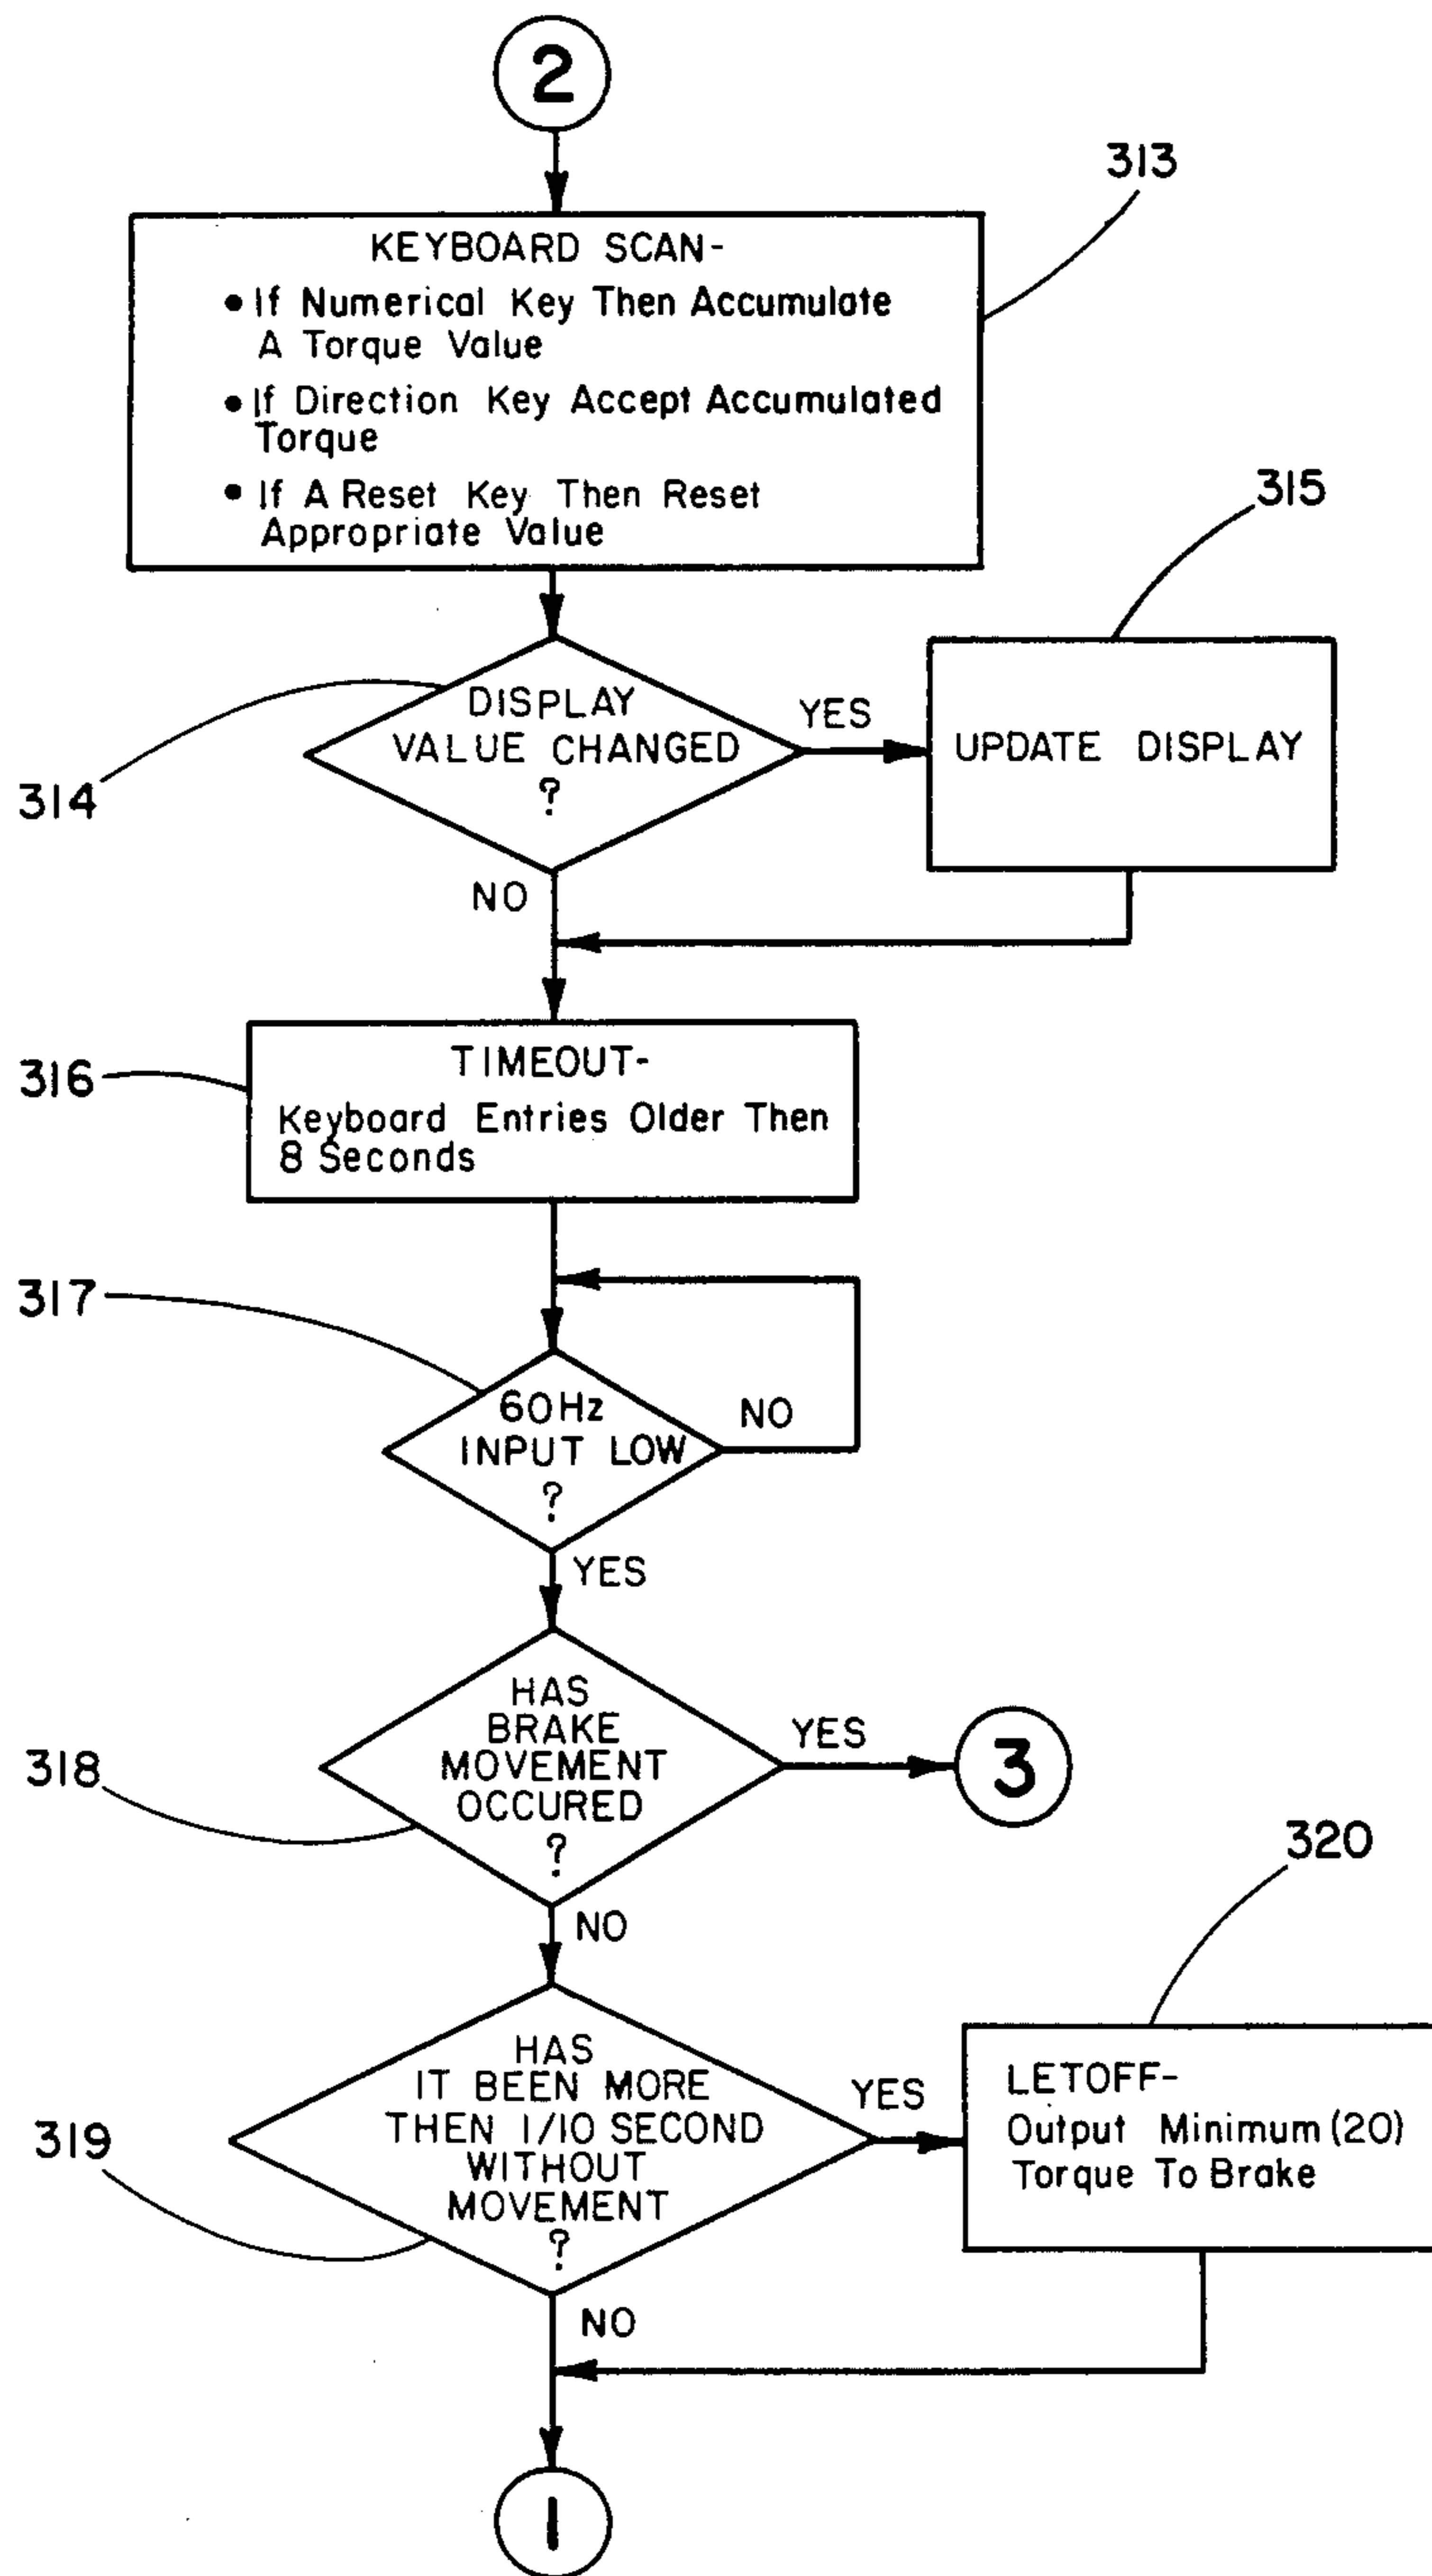 2
313
KEYBOARD SCAN-
• If Numerical Key Then Accumulate
A Torque Value
• If Direction Key Accept Accumulated
Torque
• If A Reset Key Then Reset
Appropriate Value
315
DISPLAY
VALUE CHANGED
?
YES
UPDATE DISPLAY
314
NO
316
TIMEOUT-
Keyboard Entries Older Then
8 Seconds
317
60Hz
INPUT LOW
?
NO
YES
318
HAS
BRAKE
MOVEMENT
OCCURED
?
YES
3
NO
320
319
HAS
IT BEEN MORE
THEN 1/10 SECOND
WITHOUT
MOVEMENT
?
YES
LETOFF-
Output Minimum (20)
Torque To Brake
NO
1